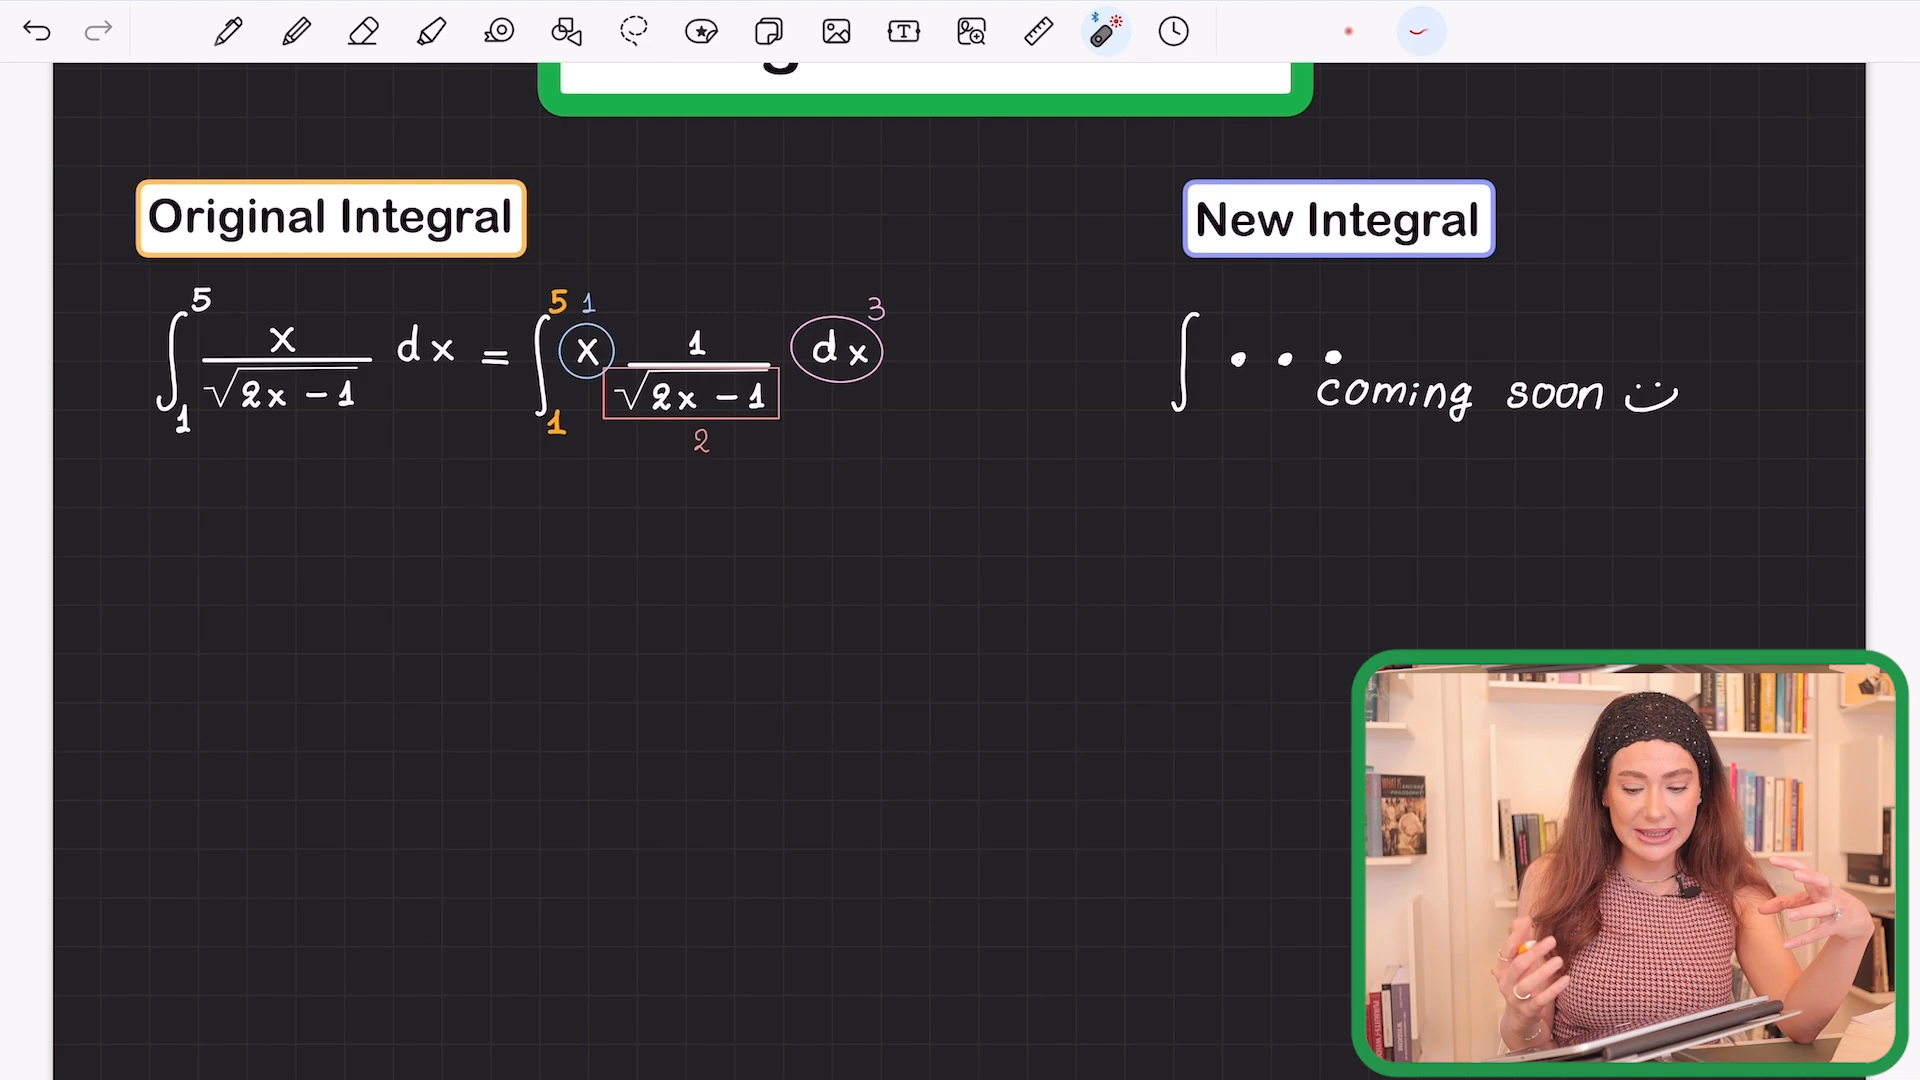 Original Integral
New Integral
∫₁⁵ x/√(2x – 1) dx = ∫₁⁵ x 1/√(2x – 1) dx
1
2
3
∫ • • •
coming soon